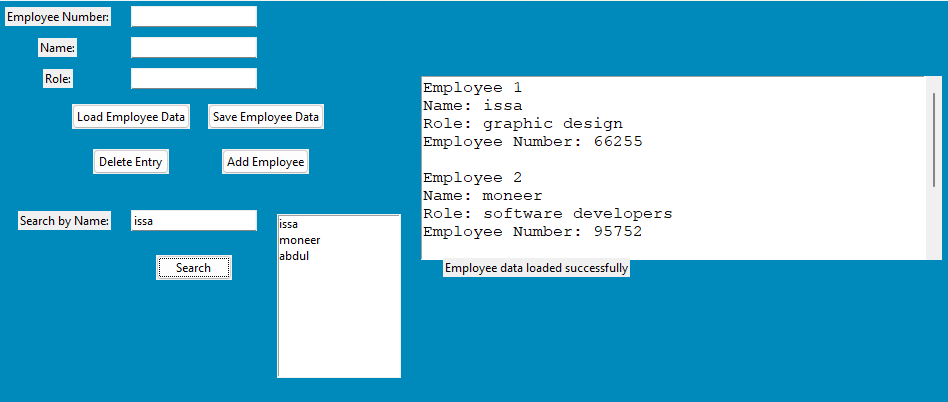 Employee Number:
Name:
Role:
Load Employee Data
Save Employee Data
Delete Entry
Add Employee
Search by Name:
issa
Search
issa
moneer
abdul
Employee 1
Name: issa
Role: graphic design
Employee Number: 66255
Employee 2
Name: moneer
Role: software developers
Employee Number: 95752
Employee data loaded successfully